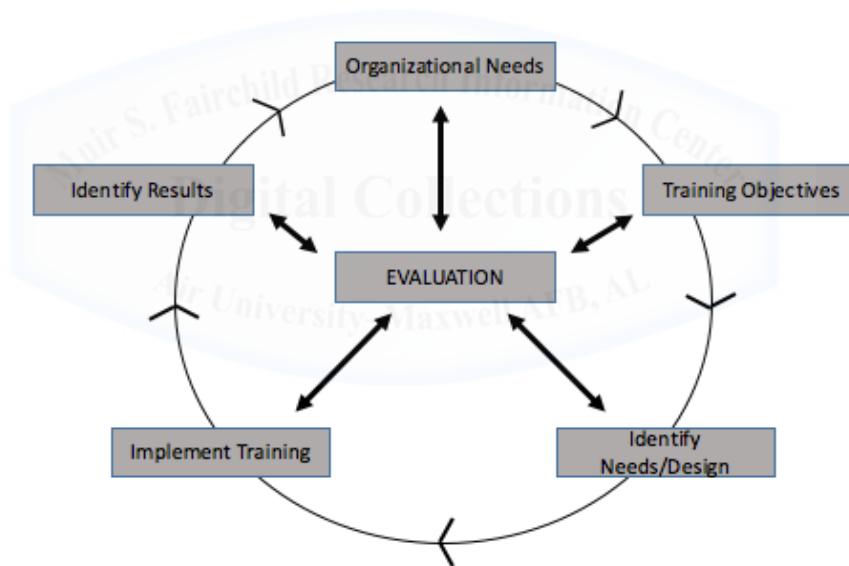 Organizational Needs
Muir S. Fairchild Research Information Center
Identify Results
Digital Collections
Training Objectives
EVALUATION
Air University- Maxwell AFB, AL
Implement Training
Identify
Needs/Design